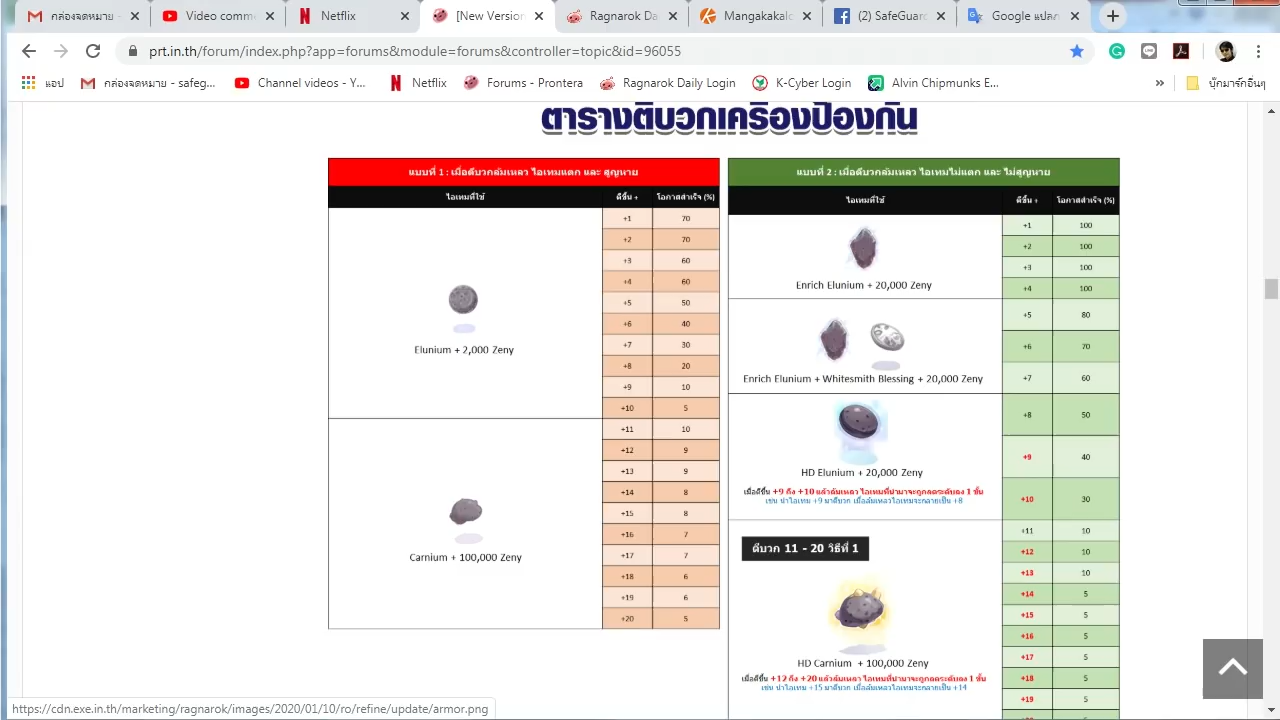 กล่องจดหมาย
Video comm
Netflix
[New Version
Ragnarok Da
Mangakakalc
(2) SafeGuard
Google แปลภ
prt.in.th/forum/index.php?app=forums&module=forums&controller=topic&id=96055
แอป
กล่องจดหมาย - safeg...
Channel videos - Y...
Netflix
Forums - Prontera
Ragnarok Daily Login
K-Cyber Login
Alvin Chipmunks E...
»
บุ๊กมาร์กอื่นๆ
ตารางตีบวกเครื่องป้องกัน
แบบที่ 1 : เมื่อตีบวกล้มเหลว ไอเทมแตก และ สูญหาย
ไอเทมที่ใช้ ตีขึ้น + โอกาสสำเร็จ (%)
+1 70
+2 70
+3 60
+4 60
+5 50
+6 40
+7 30
+8 20
+9 10
+10 5
Elunium + 2,000 Zeny
+11 10
+12 9
+13 9
+14 8
+15 8
+16 7
+17 7
+18 6
+19 6
+20 5
Carnium + 100,000 Zeny
แบบที่ 2 : เมื่อตีบวกล้มเหลว ไอเทมไม่แตก และ ไม่สูญหาย
ไอเทมที่ใช้ ตีขึ้น + โอกาสสำเร็จ (%)
+1 100
+2 100
+3 100
+4 100
Enrich Elunium + 20,000 Zeny
+5 80
+6 70
+7 60
Enrich Elunium + Whitesmith Blessing + 20,000 Zeny
+8 50
+9 40
+10 30
HD Elunium + 20,000 Zeny
เมื่อตีขึ้น +9 ถึง +10 แล้วล้มเหลว ไอเทมที่นำมาจะถูกลดระดับลง 1 ขั้น
เช่น นำไอเทม +9 มาตีบวก เมื่อล้มเหลวไอเทมจะกลายเป็น +8
ตีบวก 11 - 20 วิธีที่ 1
+11 10
+12 10
+13 10
+14 5
+15 5
+16 5
+17 5
+18 5
+19 5
HD Carnium + 100,000 Zeny
เมื่อตีขึ้น +12 ถึง +20 แล้วล้มเหลว ไอเทมที่นำมาจะถูกลดระดับลง 1 ขั้น
เช่น นำไอเทม +15 มาตีบวก เมื่อล้มเหลวไอเทมจะกลายเป็น +14